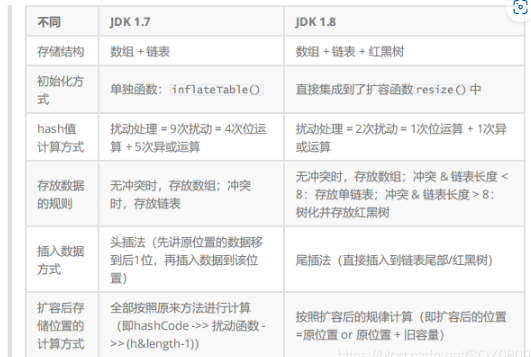 不同 JDK 1.7 JDK 1.8
存储结构 数组 + 链表 数组 + 链表 + 红黑树
初始化方
式
单独函数： inflateTable() 直接集成到了扩容函数 resize() 中
hash值
计算方式
扰动处理 = 9次扰动 = 4次位运
算 + 5次异或运算
扰动处理 = 2次扰动 = 1次位运算 + 1次异
或运算
存放数据
的规则
无冲突时，存放数组；冲突
时，存放链表
无冲突时，存放数组；冲突 & 链表长度 <
8：存放单链表；冲突 & 链表长度 > 8：
树化并存放红黑树
插入数据
方式
头插法（先讲原位置的数据移
到后1位，再插入数据到该位
置）
尾插法（直接插入到链表尾部/红黑树）
扩容后存
储位置的
计算方式
全部按照原来方法进行计算
（即hashCode ->> 扰动函数 -
>> (h&length-1)）
按照扩容后的规律计算（即扩容后的位置
=原位置 or 原位置 + 旧容量）